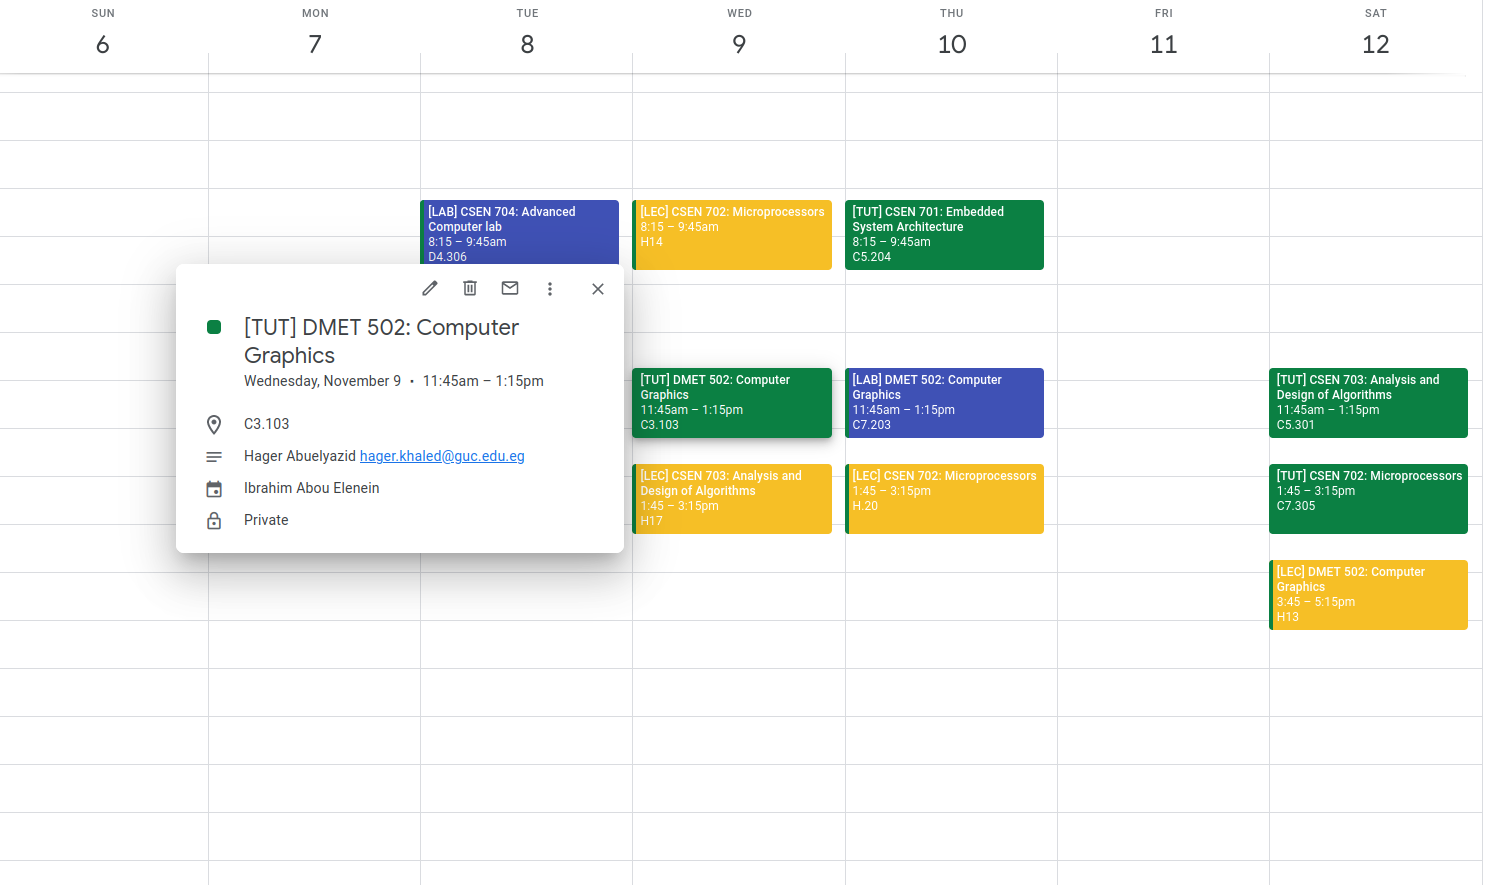 SUN
6
MON
7
TUE
8
WED
9
THU
10
FRI
11
SAT
12
[LAB] CSEN 704: Advanced
Computer lab
8:15 – 9:45am
D4.306
[LEC] CSEN 702: Microprocessors
8:15 – 9:45am
H14
[TUT] CSEN 701: Embedded
System Architecture
8:15 – 9:45am
C5.204
[TUT] DMET 502: Computer
Graphics
Wednesday, November 9 • 11:45am – 1:15pm
C3.103
Hager Abuelyazid hager.khaled@guc.edu.eg
Ibrahim Abou Elenein
Private
[TUT] DMET 502: Computer
Graphics
11:45am – 1:15pm
C3.103
[LAB] DMET 502: Computer
Graphics
11:45am – 1:15pm
C7.203
[TUT] CSEN 703: Analysis and
Design of Algorithms
11:45am – 1:15pm
C5.301
[LEC] CSEN 703: Analysis and
Design of Algorithms
1:45 – 3:15pm
H17
[LEC] CSEN 702: Microprocessors
1:45 – 3:15pm
H.20
[TUT] CSEN 702: Microprocessors
1:45 – 3:15pm
C7.305
[LEC] DMET 502: Computer
Graphics
3:45 – 5:15pm
H13